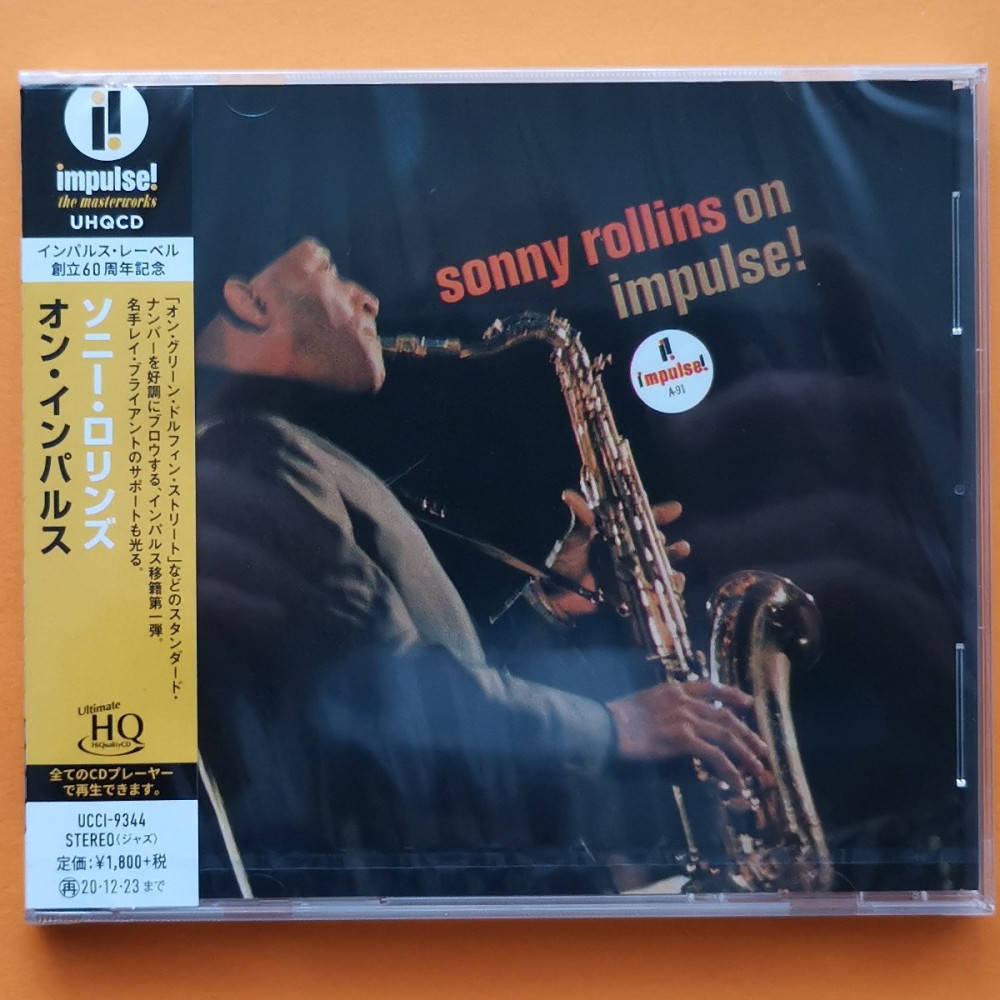 i!
impulse!
the masterworks
UHQCD
インパルス・レーベル
創立60周年記念
ソニー・ロリンズ
オン・インパルス
「オン・グリーン・ドルフィン・ストリート」などのスタンダード・
ナンバーを好調にブロウする、インパルス移籍第一弾。
名手レイ・ブライアントのサポートも光る。
Ultimate
HQ
HiQualityCD
全てのCDプレーヤー
で再生できます。
UCCI-9344
STEREO(ジャズ)
定価:¥1,800+税
再20・12・23まで
sonny rollins on
impulse!
i!
impulse!
A-91